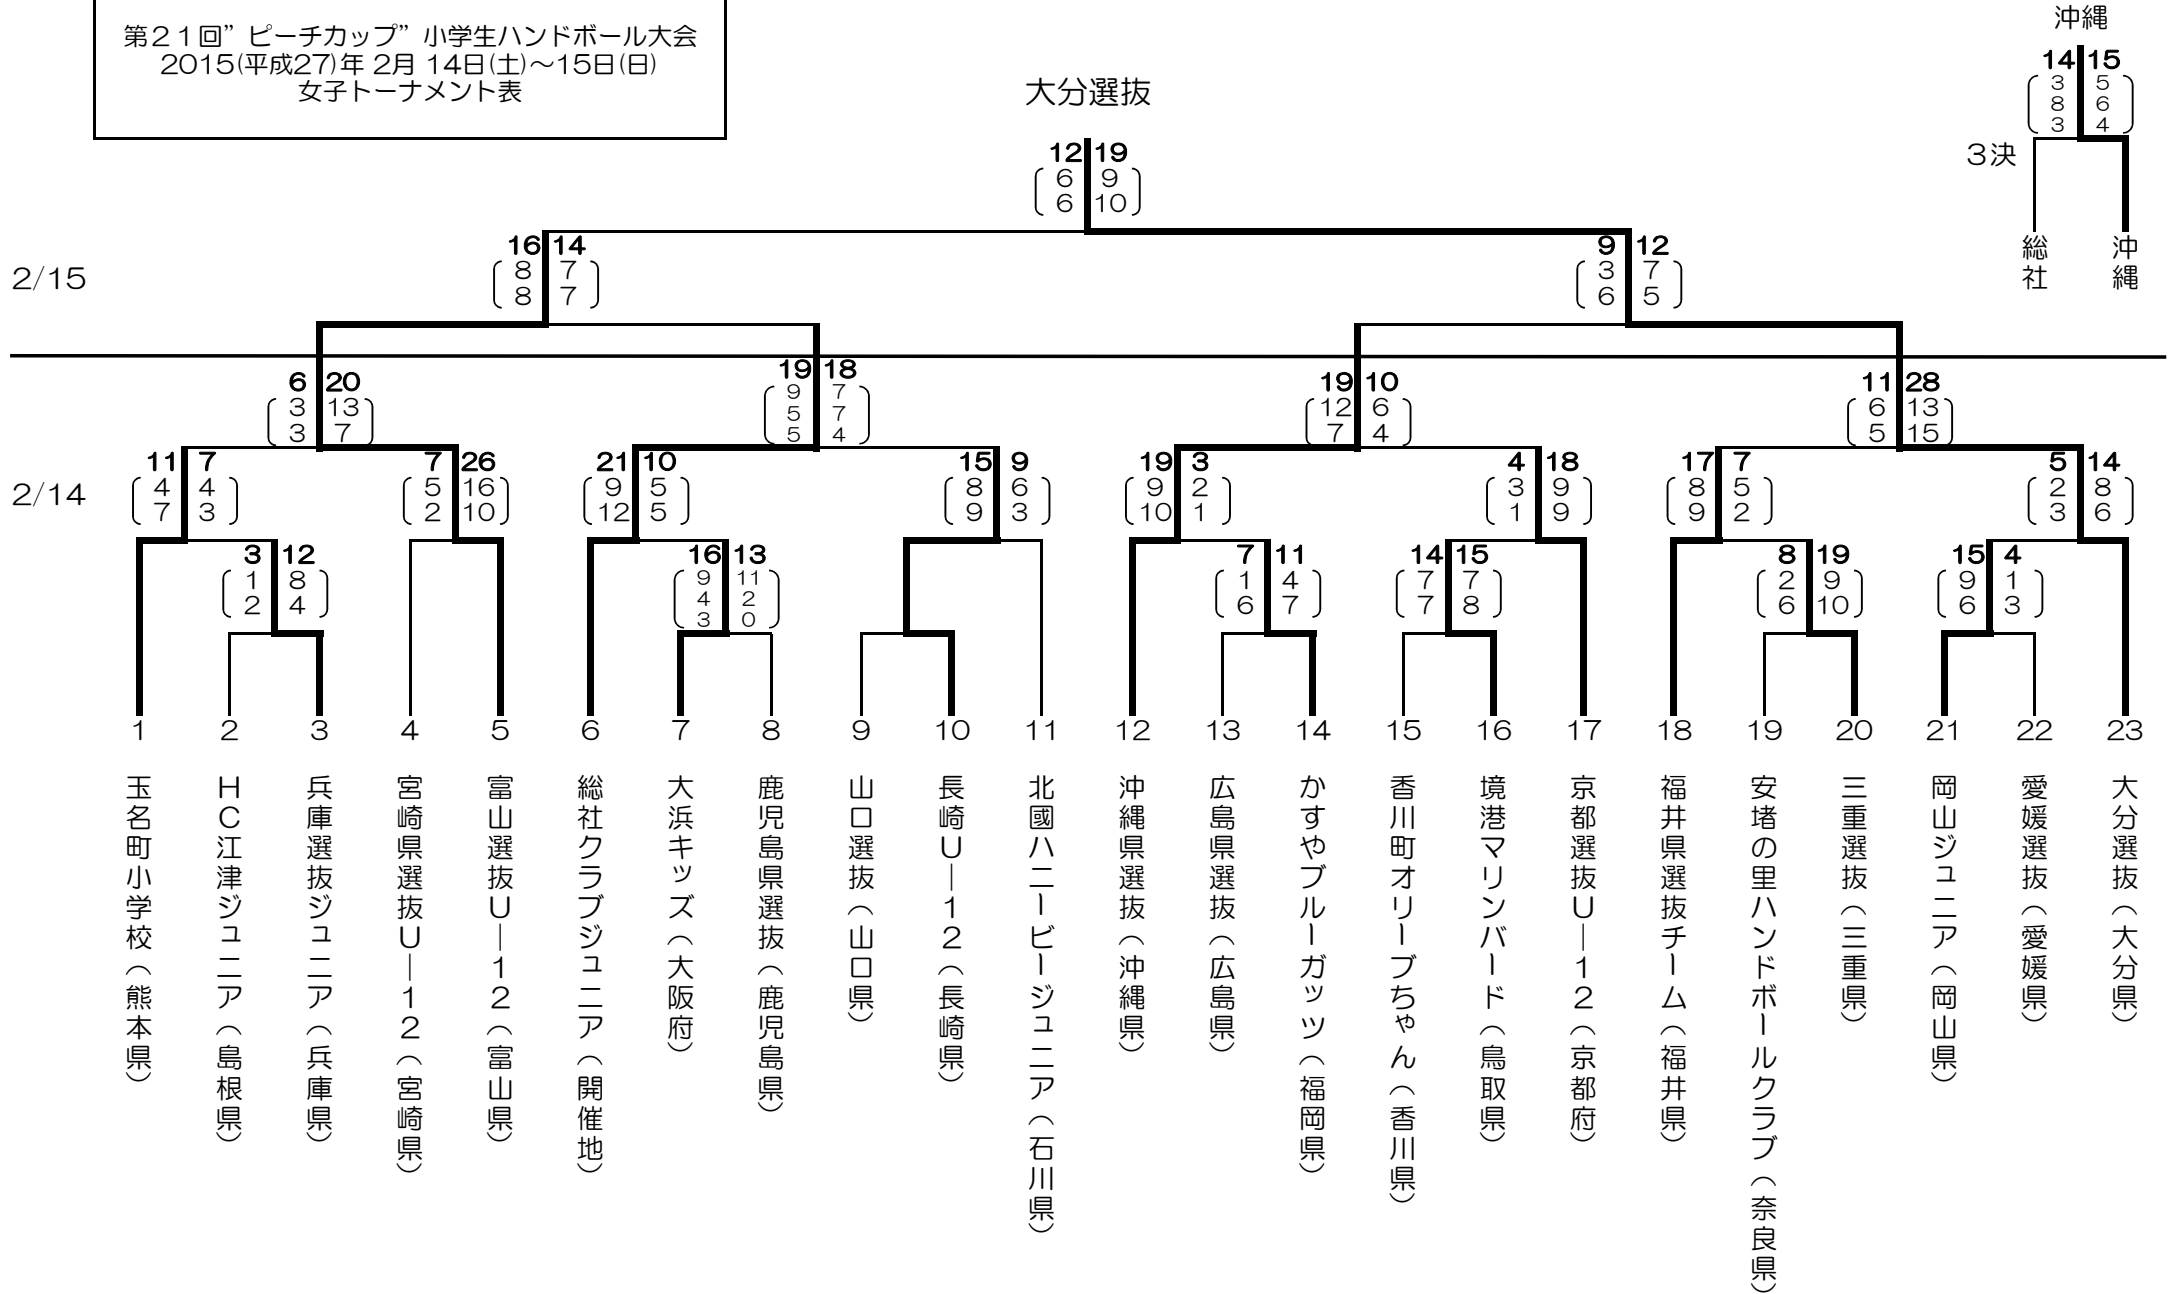 第２１回”ピーチカップ”小学生ハンドボール大会
2015(平成27)年 2月 14日(土)～15日(日)
女子トーナメント表
沖縄
14 15
3 5
8 6
3 4
3決
総社
沖縄
大分選抜
12 19
6 9
6 10
2/15
16 14
8 7
8 7
9 12
3 7
6 5
2/14
6 20
3 13
3 7
19 18
9 7
5 7
5 4
19 10
12 6
7 4
11 28
6 13
5 15
11 7
4 4
7 3
7 26
5 16
2 10
21 10
9 5
12 5
15 9
8 6
9 3
19 3
9 2
10 1
4 18
3 9
1 9
17 7
8 5
9 2
5 14
2 8
3 6
3 12
1 8
2 4
16 13
9 11
4 2
3 0
7 11
1 4
6 7
14 15
7 7
7 8
8 19
2 9
6 10
15 4
9 1
6 3
1 2 3 4 5 6 7 8 9 10 11 12 13 14 15 16 17 18 19 20 21 22 23
玉名町小学校（熊本県）
ＨＣ江津ジュニア（島根県）
兵庫選抜ジュニア（兵庫県）
宮崎県選抜Ｕ―１２（宮崎県）
富山選抜Ｕ―１２（富山県）
総社クラブジュニア（開催地）
大浜キッズ（大阪府）
鹿児島県選抜（鹿児島県）
山口選抜（山口県）
長崎Ｕ―１２（長崎県）
北國ハニービージュニア（石川県）
沖縄県選抜（沖縄県）
広島県選抜（広島県）
かすやブルーガッツ（福岡県）
香川町オリーブちゃん（香川県）
境港マリンバード（鳥取県）
京都選抜Ｕ―１２（京都府）
福井県選抜チーム（福井県）
安堵の里ハンドボールクラブ（奈良県）
三重選抜（三重県）
岡山ジュニア（岡山県）
愛媛選抜（愛媛県）
大分選抜（大分県）